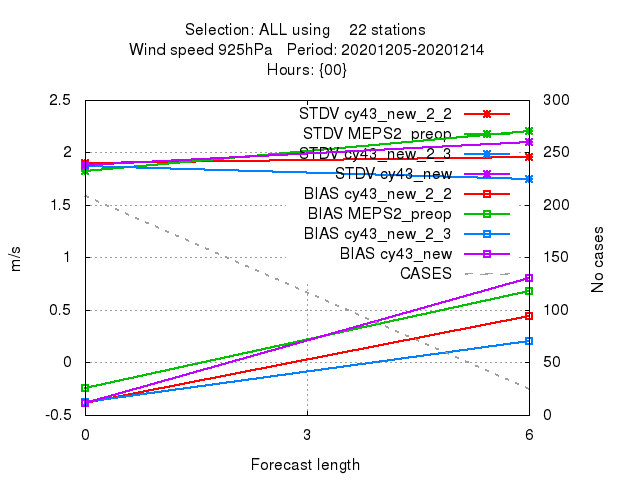 Selection: ALL using 22 stations
Wind speed 925hPa Period: 20201205-20201214
Hours: {00}
2.5
2
1.5
1
0.5
0
-0.5
m/s
STDV cy43_new_2_2
STDV MEPS2_preop
STDV cy43_new_2_3
STDV cy43_new
BIAS cy43_new_2_2
BIAS MEPS2_preop
BIAS cy43_new_2_3
BIAS cy43_new
CASES
300
250
200
150
100
50
0
No cases
0 3 6
Forecast length